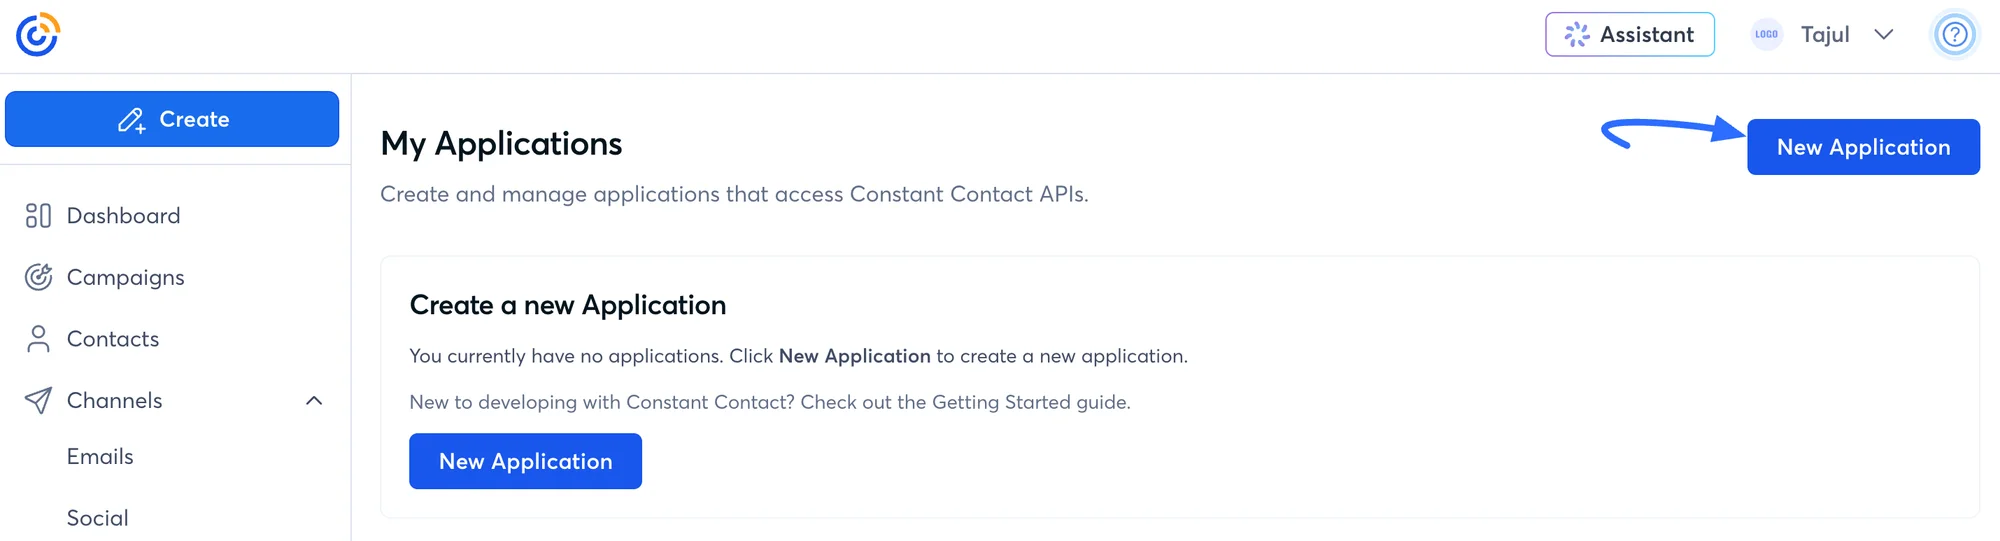 Assistant
LOGO
Tajul
Create
My Applications
New Application
Create and manage applications that access Constant Contact APIs.
Dashboard
Campaigns
Contacts
Channels
Emails
Social
Create a new Application
You currently have no applications. Click New Application to create a new application.
New to developing with Constant Contact? Check out the Getting Started guide.
New Application